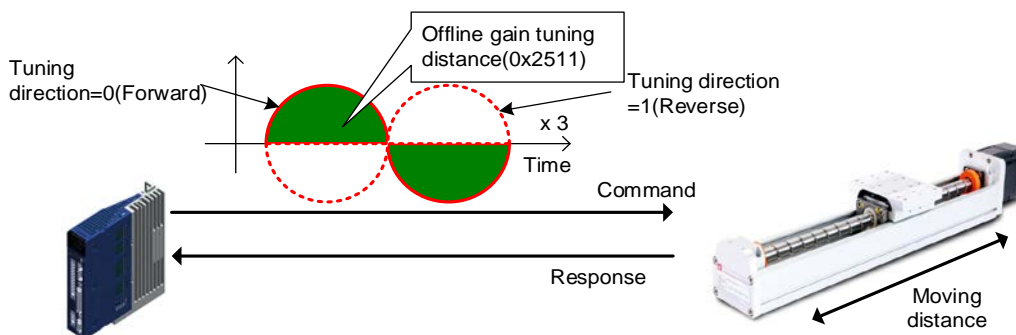 Offline gain tuning
distance(0x2511)
Tuning
direction=0(Forward)
Tuning direction
=1(Reverse)
x 3
Time
Command
Response
Moving
distance